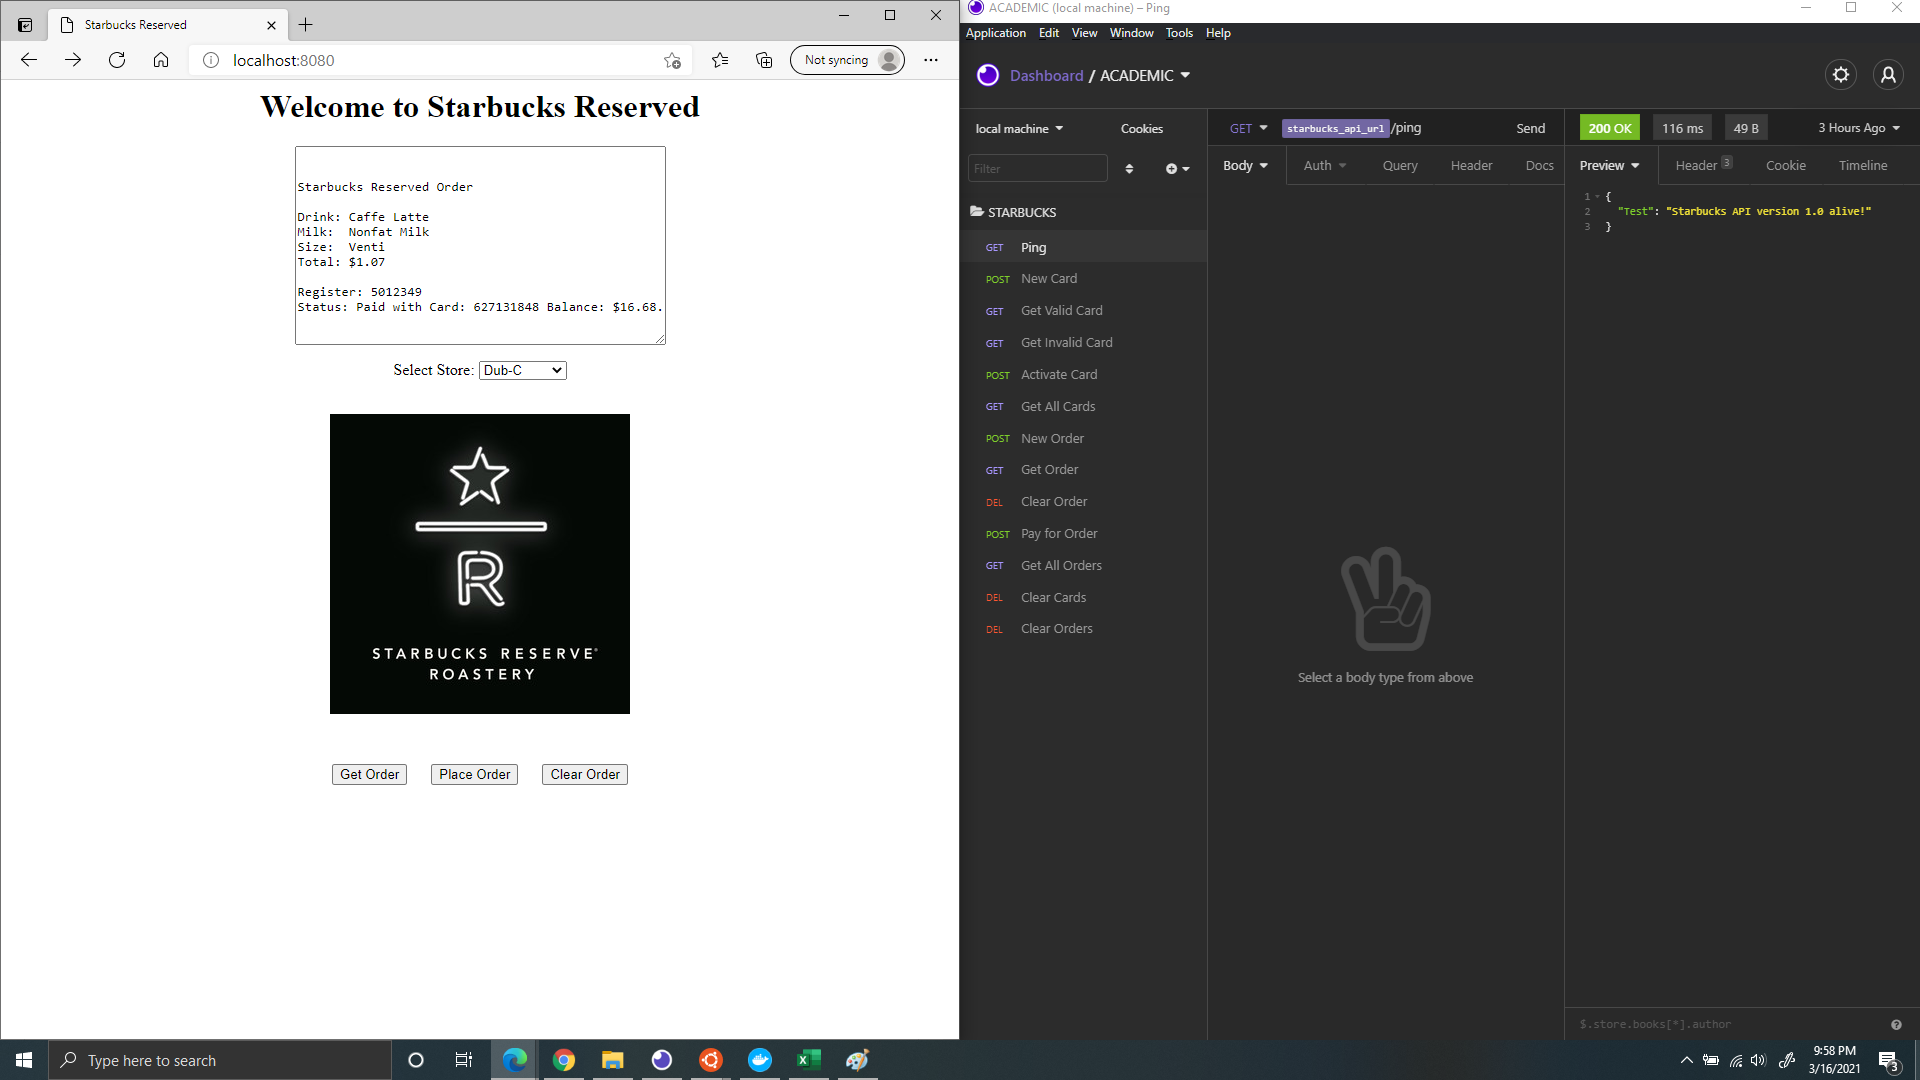 Starbucks Reserved
localhost:8080
Not syncing
Welcome to Starbucks Reserved
Starbucks Reserved Order
Drink: Caffe Latte
Milk:  Nonfat Milk
Size:  Venti
Total: $1.07
Register: 5012349
Status: Paid with Card: 627131848 Balance: $16.68.
Select Store: Dub-C
R
STARBUCKS RESERVE®
ROASTERY
Get Order
Place Order
Clear Order
ACADEMIC (local machine) – Ping
Application Edit View Window Tools Help
Dashboard / ACADEMIC
local machine
Cookies
Filter
STARBUCKS
GET Ping
POST New Card
GET Get Valid Card
GET Get Invalid Card
POST Activate Card
GET Get All Cards
POST New Order
GET Get Order
DEL Clear Order
POST Pay for Order
GET Get All Orders
DEL Clear Cards
DEL Clear Orders
GET starbucks_api_url/ping Send
Body Auth Query Header Docs
Select a body type from above
200 OK 116 ms 49 B 3 Hours Ago
Preview Header 3 Cookie Timeline
1 {
2 "Test": "Starbucks API version 1.0 alive!"
3 }
$.store.books[*].author
Type here to search
9:58 PM
3/16/2021
3